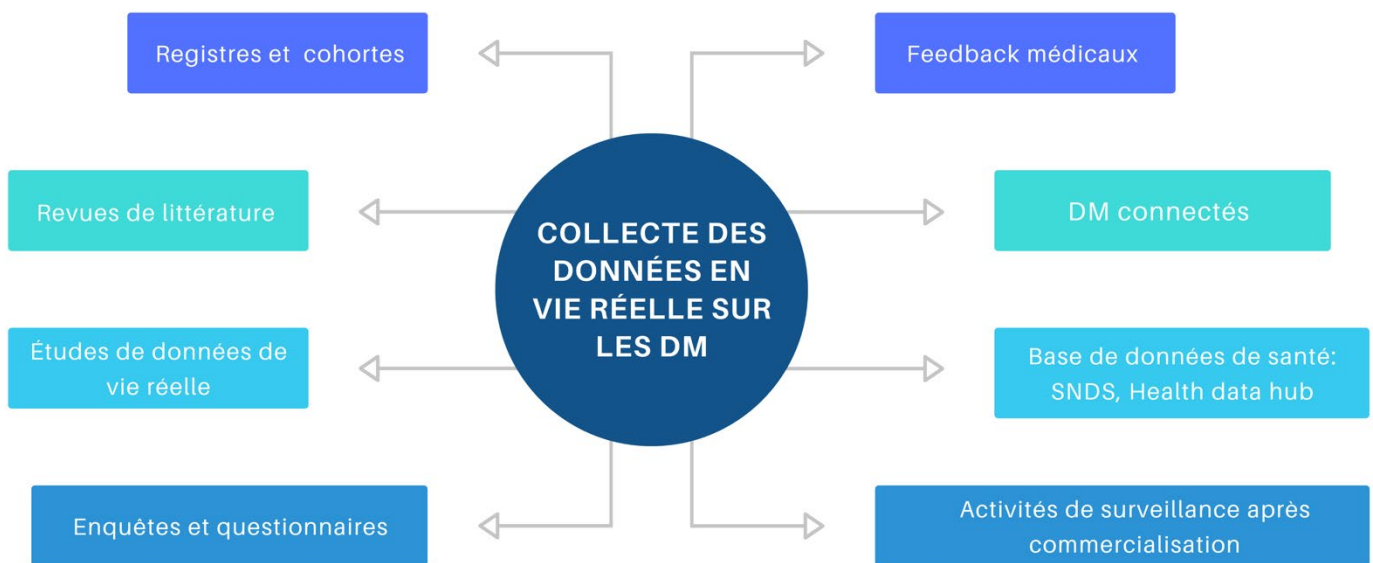 Registres et cohortes
Feedback médicaux
Revues de littérature
DM connectés
COLLECTE DES
DONNÉES EN
VIE RÉELLE SUR
LES DM
Études de données de
vie réelle
Base de données de santé:
SNDS, Health data hub
Enquêtes et questionnaires
Activités de surveillance après
commercialisation